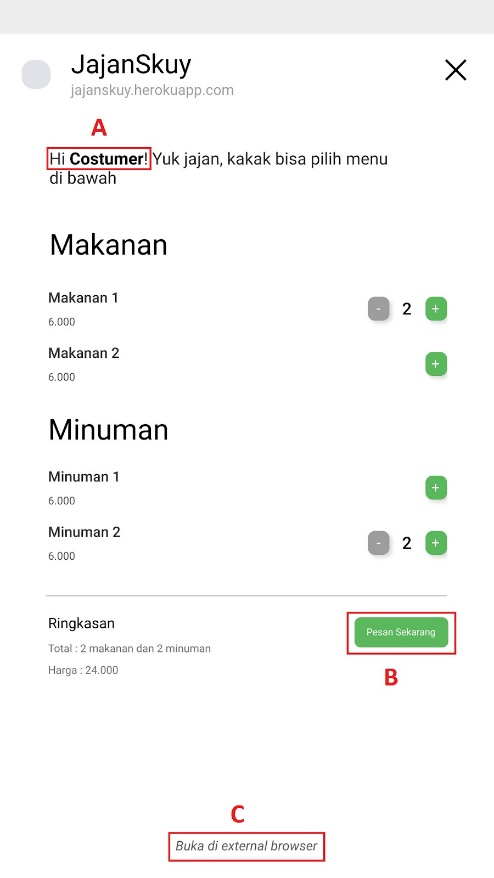 JajanSkuy
jajanskuy.herokuapp.com
A
Hi Costumer! Yuk jajan, kakak bisa pilih menu
di bawah
Makanan
Makanan 1
6.000
- 2 +
Makanan 2
6.000
+
Minuman
Minuman 1
6.000
+
Minuman 2
6.000
- 2 +
Ringkasan
Total : 2 makanan dan 2 minuman
Harga : 24.000
Pesan Sekarang
B
C
Buka di external browser